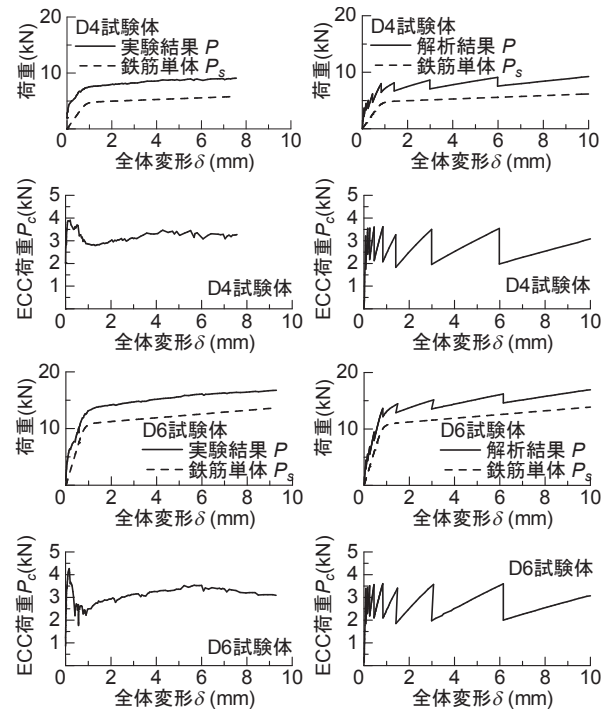 D4試験体
実験結果 P
鉄筋単体 Ps
荷重(kN)
20
10
0 2 4 6 8 10
全体変形δ (mm)
D4試験体
解析結果 P
鉄筋単体 Ps
荷重(kN)
20
10
0 2 4 6 8 10
全体変形δ (mm)
ECC荷重Pc(kN)
5
4
3
2
1
D4試験体
0 2 4 6 8 10
全体変形δ (mm)
ECC荷重Pc(kN)
5
4
3
2
1
D4試験体
0 2 4 6 8 10
全体変形δ (mm)
荷重(kN)
20
10
D6試験体
実験結果 P
鉄筋単体 Ps
0 2 4 6 8 10
全体変形δ (mm)
荷重(kN)
20
10
D6試験体
解析結果 P
鉄筋単体 Ps
0 2 4 6 8 10
全体変形δ (mm)
ECC荷重Pc(kN)
5
4
3
2
1
D6試験体
0 2 4 6 8 10
全体変形δ (mm)
ECC荷重Pc(kN)
5
4
3
2
1
D6試験体
0 2 4 6 8 10
全体変形δ (mm)